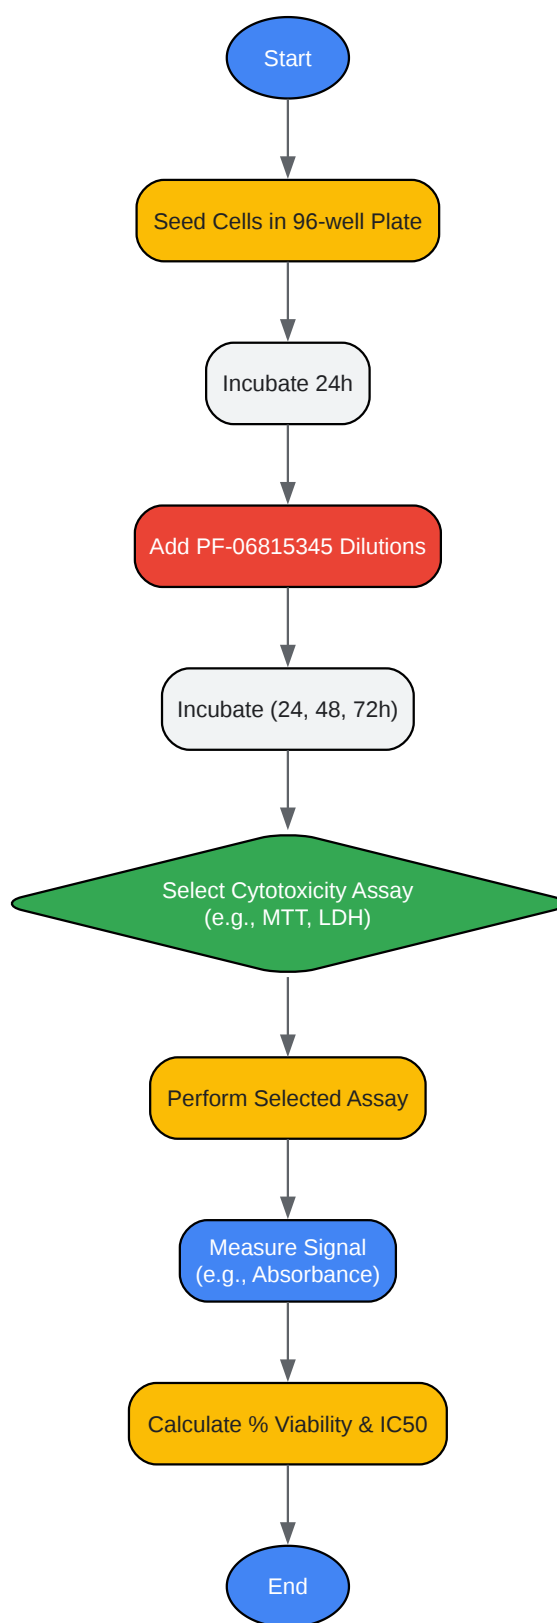 Start
Seed Cells in 96-well Plate
Incubate 24h
Add PF-06815345 Dilutions
Incubate (24, 48, 72h)
Select Cytotoxicity Assay
(e.g., MTT, LDH)
Perform Selected Assay
Measure Signal
(e.g., Absorbance)
Calculate % Viability & IC50
End